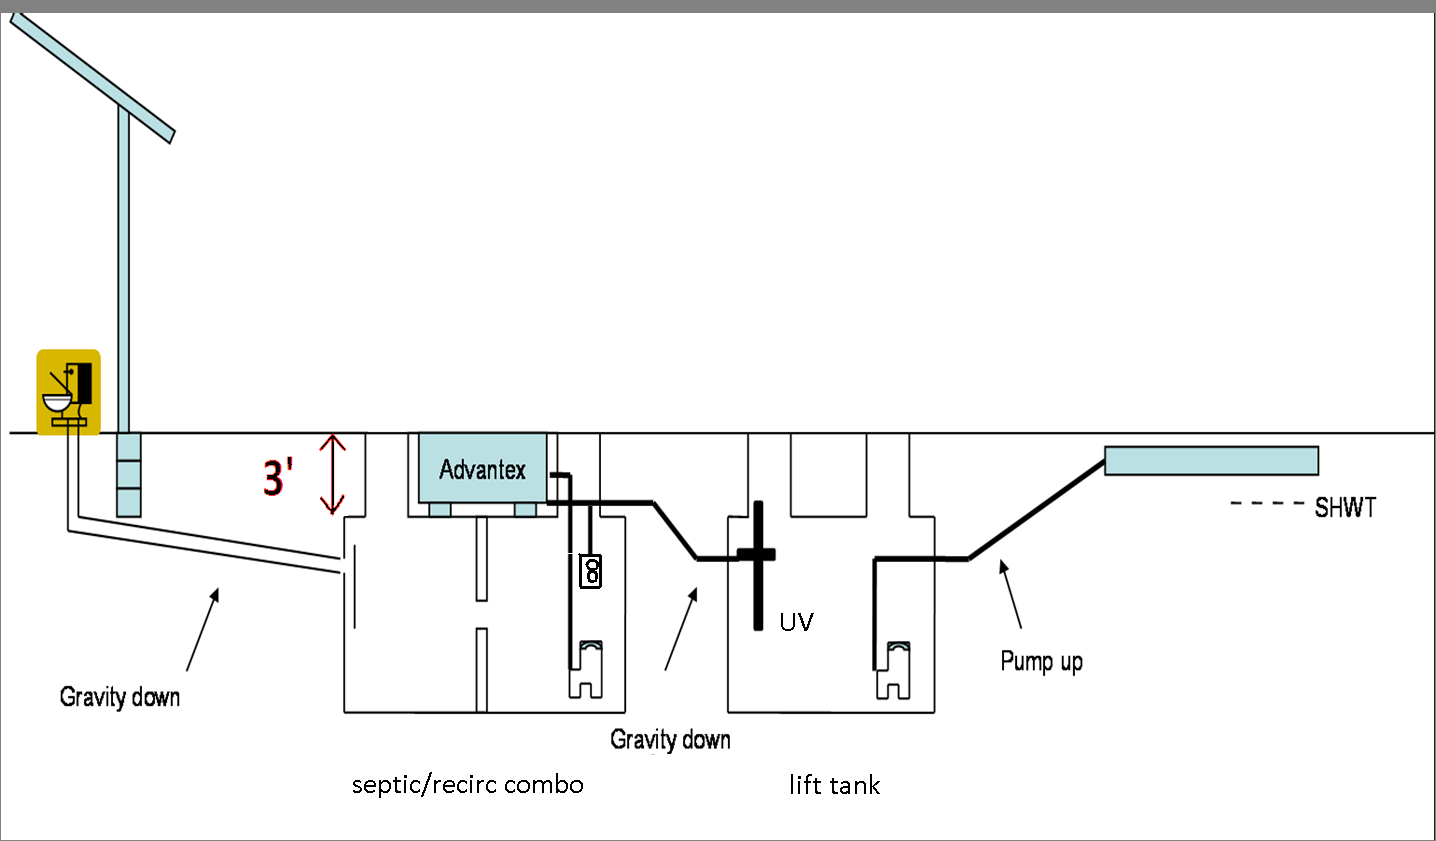 Advantex
3'
SHWT
UV
Pump up
Gravity down
Gravity down
septic/recirc combo
lift tank